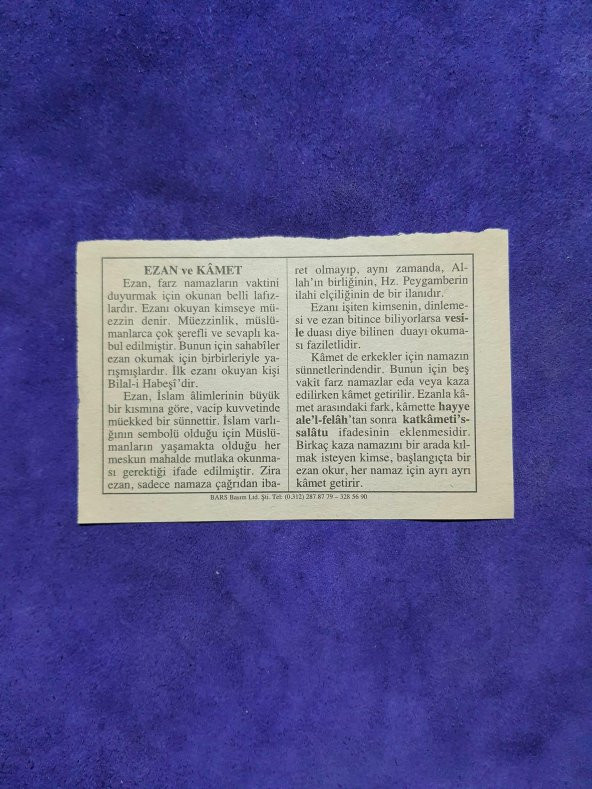 EZAN ve KÂMET
Ezan, farz namazların vaktini
duyurmak için okunan belli lafız-
lardır. Ezanı okuyan kimseye mü-
ezzin denir. Müezzinlik, müslü-
manlarca çok şerefli ve sevaplı ka-
bul edilmiştir. Bunun için sahabîler
ezan okumak için birbirleriyle ya-
rışmışlardır. İlk ezanı okuyan kişi
Bilal-i Habeşî'dir.
Ezan, İslam âlimlerinin büyük
bir kısmına göre, vacip kuvvetinde
müekked bir sünnettir. İslam varlı-
ğının sembolü olduğu için Müslü-
manların yaşamakta olduğu her
meskun mahalde mutlaka okunma-
sı gerektiği ifade edilmiştir. Zira
ezan, sadece namaza çağrıdan iba-
ret olmayıp, aynı zamanda, Al-
lah'ın birliğinin, Hz. Peygamberin
ilahi elçiliğinin de bir ilanıdır.
Ezanı işiten kimsenin, dinleme-
si ve ezan bitince biliyorlarsa vesi-
le duası diye bilinen duayı okuma-
sı faziletlidir.
Kâmet de erkekler için namazın
sünnetlerindendir. Bunun için beş
vakit farz namazlar eda veya kaza
edilirken kâmet getirilir. Ezanla kâ-
met arasındaki fark, kâmette hayye
ale'l-felâh'tan sonra katkâmeti's-
salâtu ifadesinin eklenmesidir.
Birkaç kaza namazını bir arada kıl-
mak isteyen kimse, başlangıçta bir
ezan okur, her namaz için ayrı ayrı
kâmet getirir.
BARS Basım Ltd. Şti. Tel: (0.312) 287 87 79 – 328 56 90